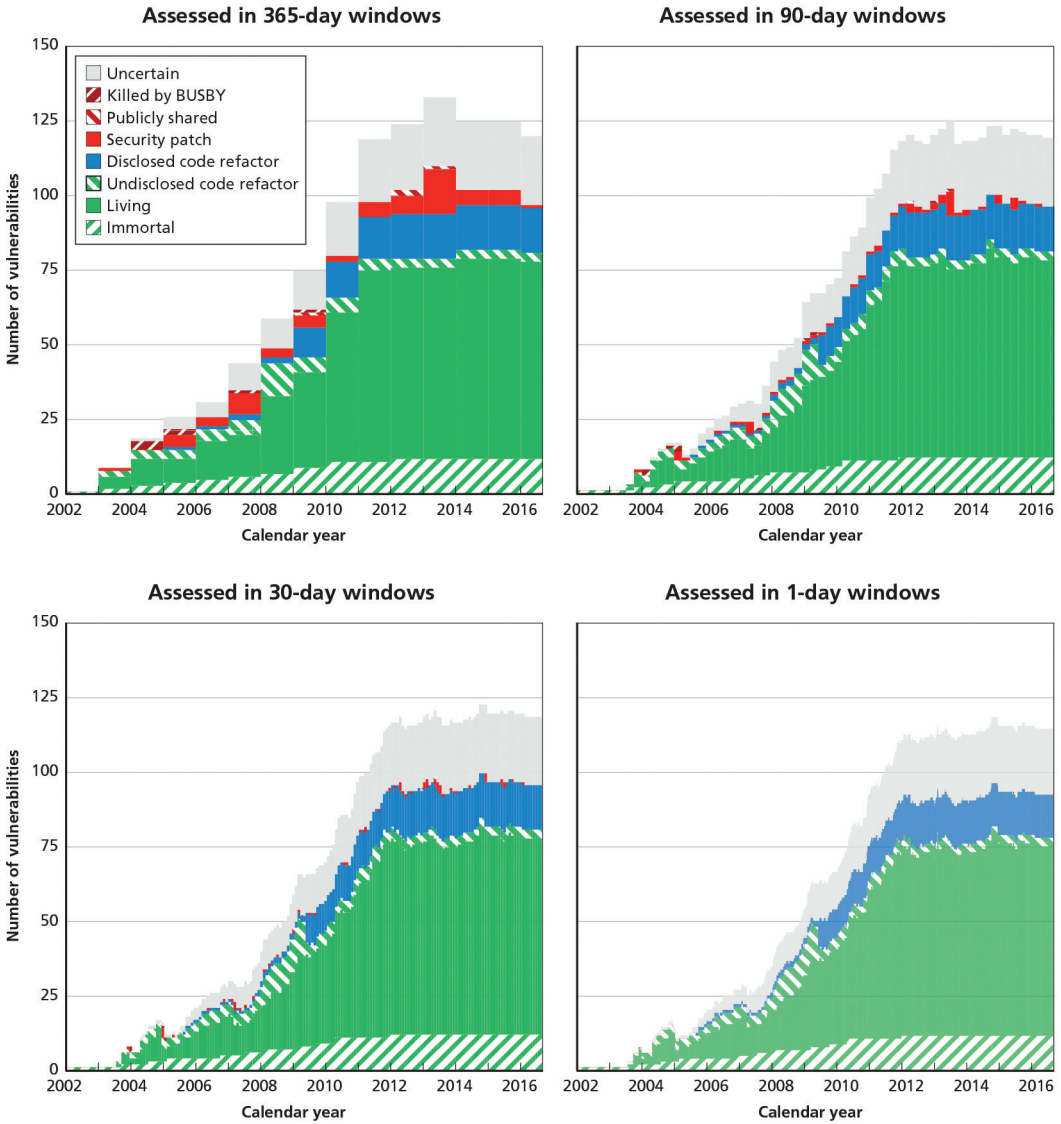 Assessed in 365-day windows
150
125
100
75
50
25
0
Number of vulnerabilities
Uncertain
Killed by BUSBY
Publicly shared
Security patch
Disclosed code refactor
Undisclosed code refactor
Living
Immortal
2002 2004 2006 2008 2010 2012 2014 2016
Calendar year
Assessed in 90-day windows
2002 2004 2006 2008 2010 2012 2014 2016
Calendar year
Assessed in 30-day windows
150
125
100
75
50
25
0
Number of vulnerabilities
2002 2004 2006 2008 2010 2012 2014 2016
Calendar year
Assessed in 1-day windows
2002 2004 2006 2008 2010 2012 2014 2016
Calendar year